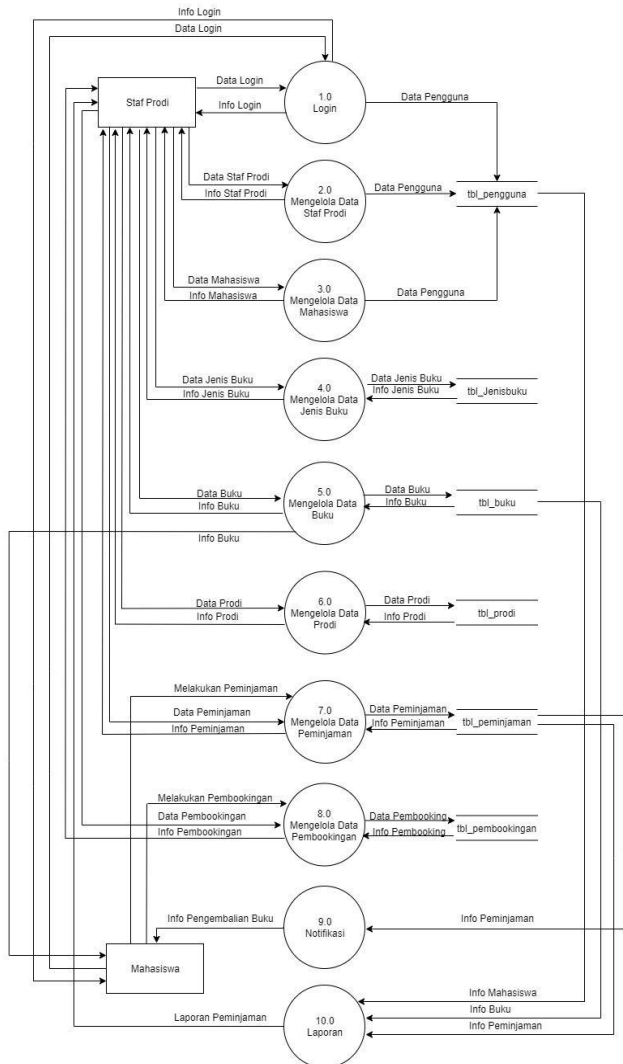 Info Login
Data Login
Staf Prodi
Data Login
Info Login
1.0
Login
Data Pengguna
Data Staf Prodi
Info Staf Prodi
2.0
Mengelola Data
Staf Prodi
Data Pengguna
tbl_pengguna
Data Mahasiswa
Info Mahasiswa
3.0
Mengelola Data
Mahasiswa
Data Pengguna
Data Jenis Buku
Info Jenis Buku
4.0
Mengelola Data
Jenis Buku
Data Jenis Buku
Info Jenis Buku
tbl_Jenisbuku
Data Buku
Info Buku
Info Buku
5.0
Mengelola Data
Buku
Data Buku
Info Buku
tbl_buku
Data Prodi
Info Prodi
6.0
Mengelola Data
Prodi
Data Prodi
Info Prodi
tbl_prodi
Melakukan Peminjaman
Data Peminjaman
Info Peminjaman
7.0
Mengelola Data
Peminjaman
Data Peminjaman
Info Peminjaman
tbl_peminjaman
Melakukan Pembookingan
Data Pembookingan
Info Pembookingan
8.0
Mengelola Data
Pembookingan
Data Pembooking
Info Pembooking
tbl_pembookingan
Info Pengembalian Buku
9.0
Notifikasi
Info Peminjaman
Mahasiswa
Laporan Peminjaman
10.0
Laporan
Info Mahasiswa
Info Buku
Info Peminjaman